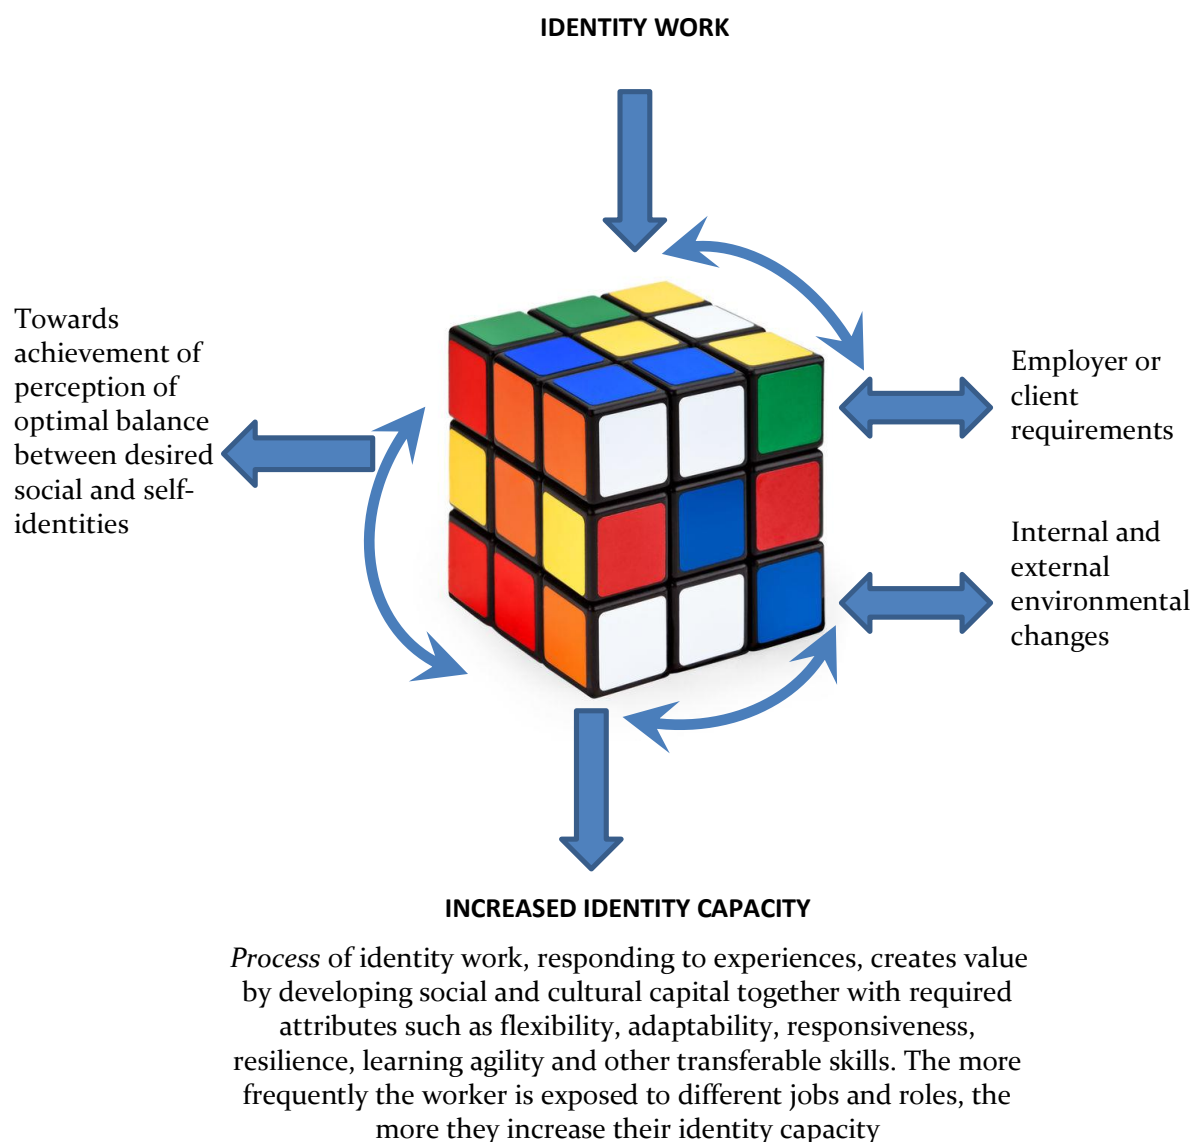 IDENTITY WORK
Towards
achievement of
perception of
optimal balance
between desired
social and self-
identities
Employer or
client
requirements
Internal and
external
environmental
changes
INCREASED IDENTITY CAPACITY
Process of identity work, responding to experiences, creates value
by developing social and cultural capital together with required
attributes such as flexibility, adaptability, responsiveness,
resilience, learning agility and other transferable skills. The more
frequently the worker is exposed to different jobs and roles, the
more they increase their identity capacity